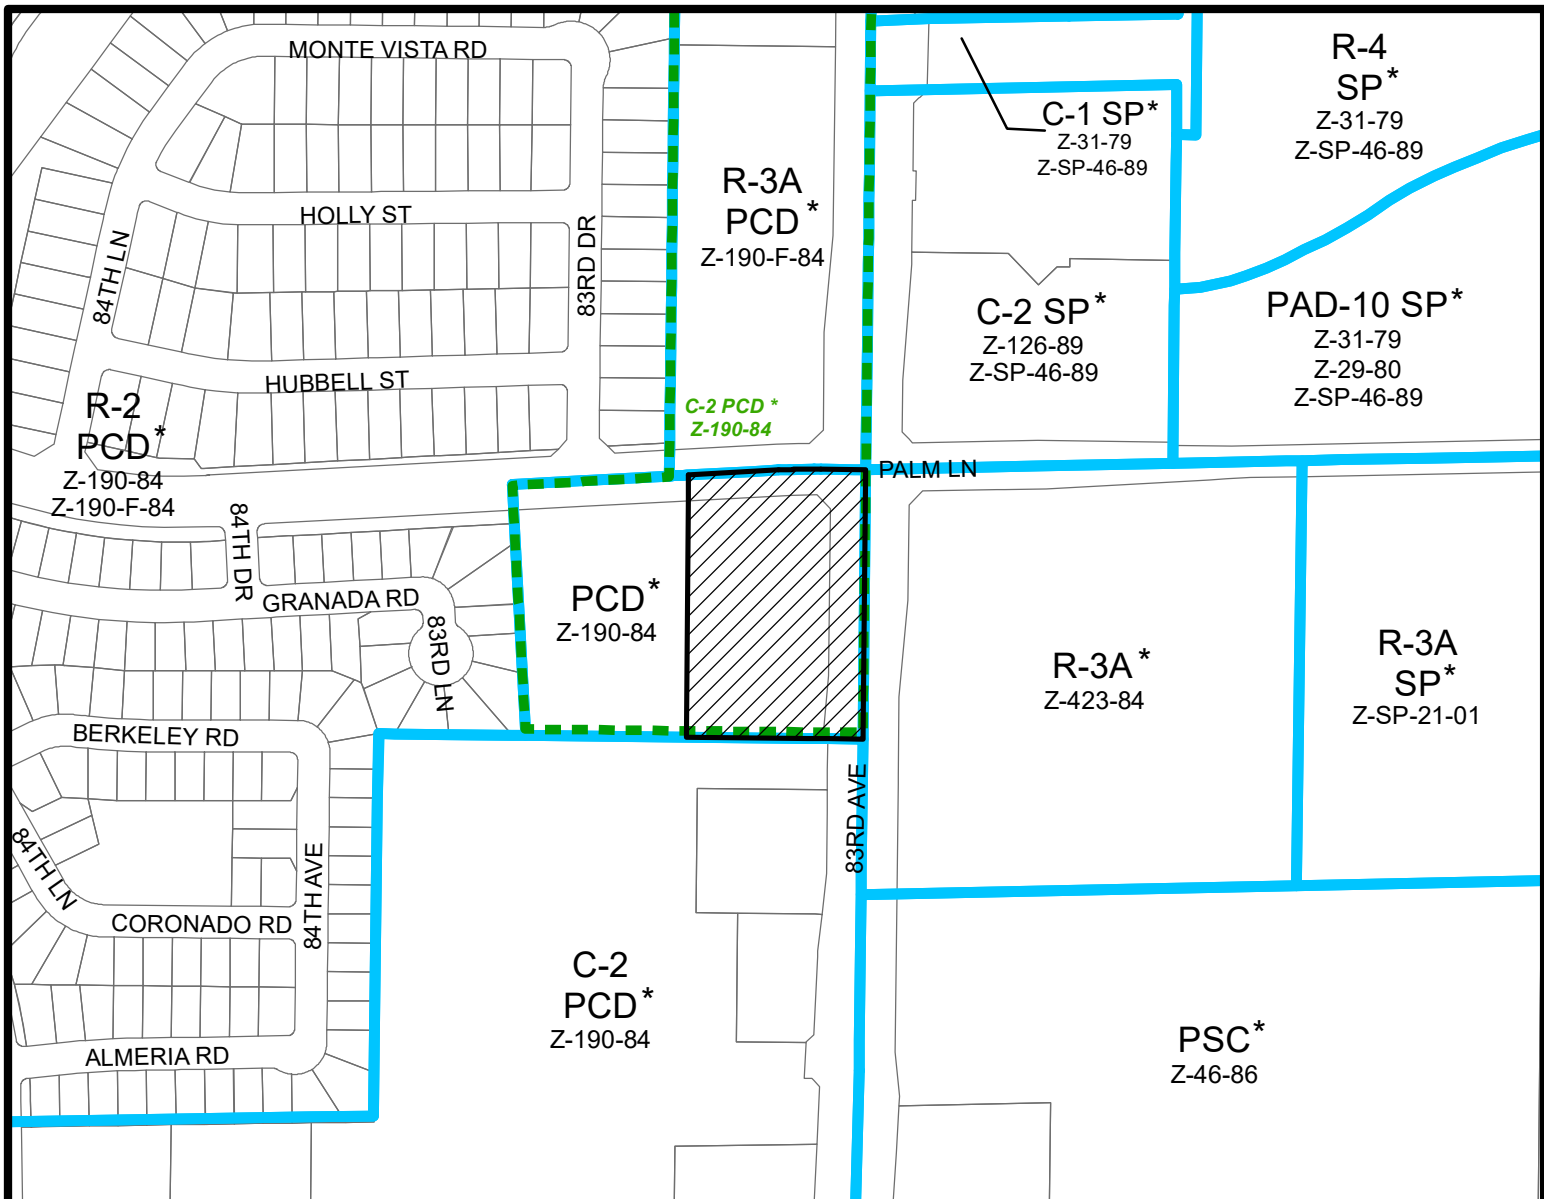 MONTE VISTA RD
HOLLY ST
84TH LN
83RD DR
HUBBELL ST
R-2
PCD*
Z-190-84
Z-190-F-84
R-3A
PCD*
Z-190-F-84
C-2 PCD *
Z-190-84
C-1 SP*
Z-31-79
Z-SP-46-89
R-4
SP*
Z-31-79
Z-SP-46-89
C-2 SP*
Z-126-89
Z-SP-46-89
PAD-10 SP*
Z-31-79
Z-29-80
Z-SP-46-89
PALM LN
84TH DR
GRANADA RD
83RD LN
PCD*
Z-190-84
R-3A*
Z-423-84
R-3A
SP*
Z-SP-21-01
BERKELEY RD
84TH LN
84TH AVE
CORONADO RD
ALMERIA RD
83RD AVE
C-2
PCD*
Z-190-84
PSC*
Z-46-86